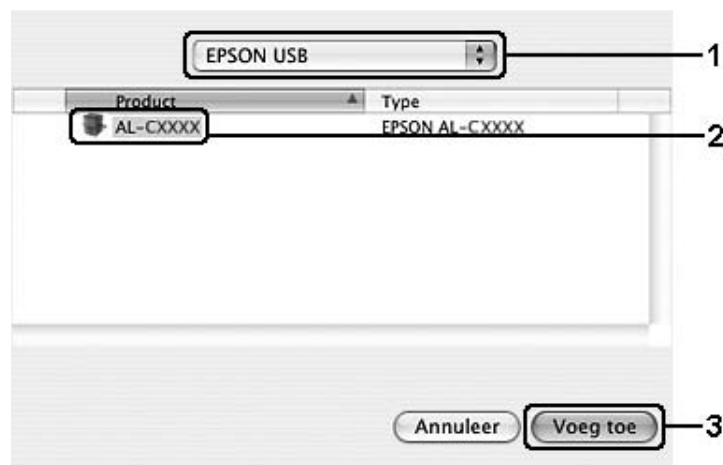 EPSON USB
1
Product Type
AL-CXXXX EPSON AL-CXXXX
2
Annuleer Voeg toe
3